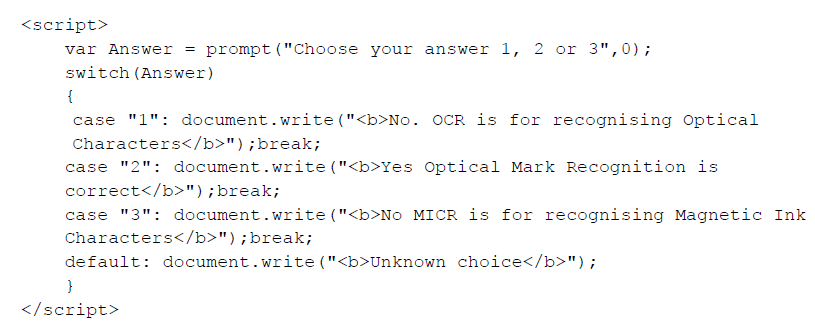 <script>
var Answer = prompt("Choose your answer 1, 2 or 3",0);
switch(Answer)
{
case "1": document.write("<b>No. OCR is for recognising Optical
Characters</b>");break;
case "2": document.write("<b>Yes Optical Mark Recognition is
correct</b>");break;
case "3": document.write("<b>No MICR is for recognising Magnetic Ink
Characters</b>");break;
default: document.write("<b>Unknown choice</b>");
}
</script>